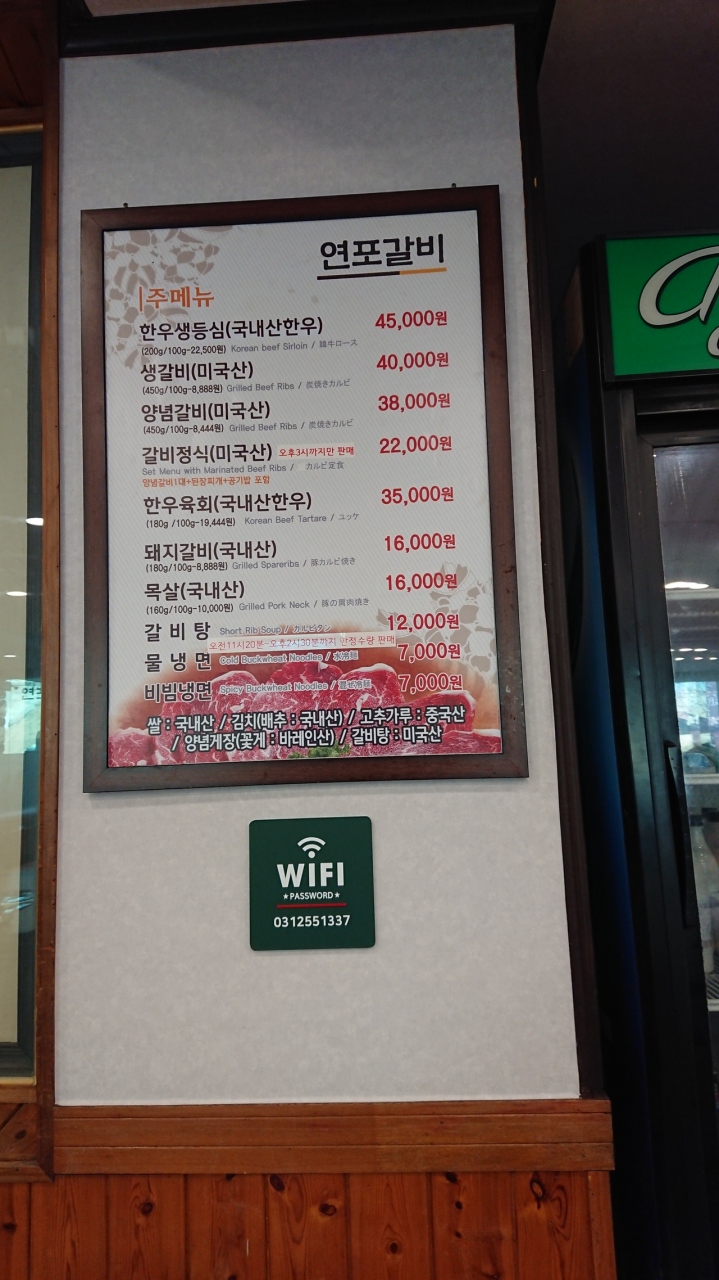 연포갈비
주메뉴
한우생등심(국내산한우) 45,000원
(200g/100g-22,500원) Korean beef Sirloin / 韓牛ロース
생갈비(미국산) 40,000원
(450g/100g-8,888원) Grilled Beef Ribs / 炭焼きカルビ
양념갈비(미국산) 38,000원
(450g/100g-8,444원) Grilled Beef Ribs / 炭焼きカルビ
갈비정식(미국산) 오후3시까지만 판매 22,000원
Set Menu with Marinated Beef Ribs / カルビ定食
양념갈비1대+된장찌개+공기밥 포함
한우육회(국내산한우) 35,000원
(180g /100g-19,444원) Korean Beef Tartare / ユッケ
돼지갈비(국내산) 16,000원
(180g/100g-8,888원) Grilled Spareribs / 豚カルビ焼き
목살(국내산) 16,000원
(160g/100g-10,000원) Grilled Pork Neck / 豚の肩肉焼き
갈비탕 Short Rib Soup / カルビタン 12,000원
오전11시20분~오후2시30분까지 한정수량 판매
물냉면 Cold Buckwheat Noodles / 水冷麺 7,000원
비빔냉면 Spicy Buckwheat Noodles / 混ぜ冷麺 7,000원
쌀 : 국내산 / 김치(배추 : 국내산) / 고추가루 : 중국산
/ 양념게장(꽃게 : 바레인산) / 갈비탕 : 미국산
WIFI
★PASSWORD★
0312551337